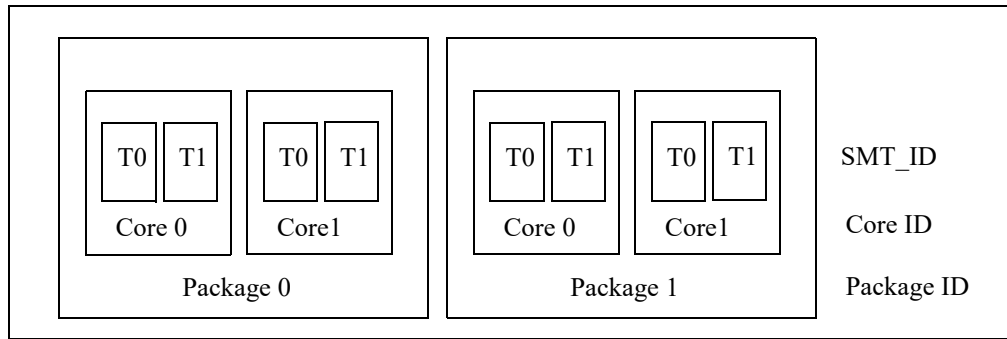 T0 T1 T0 T1 T0 T1 T0 T1 SMT_ID
Core 0 Core1 Core 0 Core1 Core ID
Package 0 Package 1 Package ID